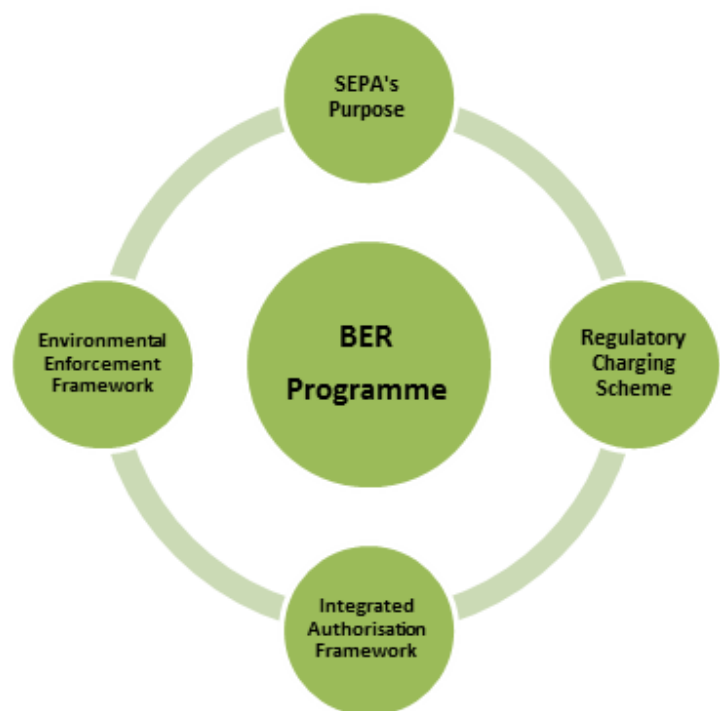 SEPA's
Purpose
Environmental
Enforcement
Framework
BER
Programme
Regulatory
Charging
Scheme
Integrated
Authorisation
Framework